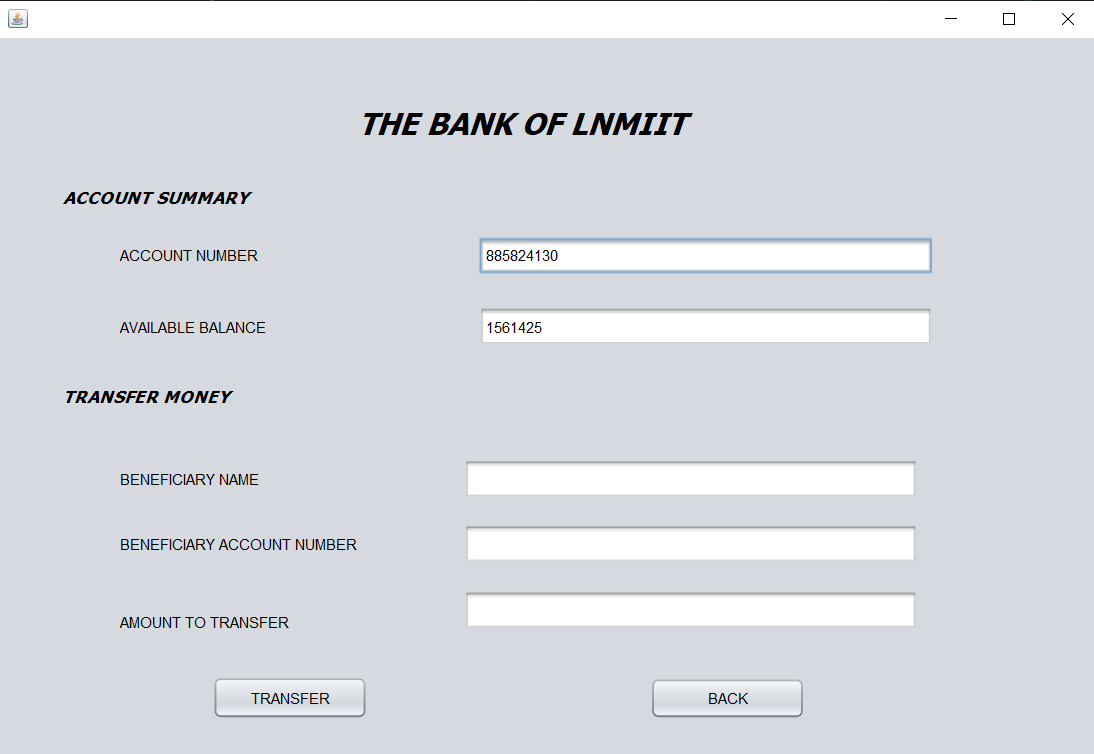 THE BANK OF LNMIIT
ACCOUNT SUMMARY
ACCOUNT NUMBER 885824130
AVAILABLE BALANCE 1561425
TRANSFER MONEY
BENEFICIARY NAME
BENEFICIARY ACCOUNT NUMBER
AMOUNT TO TRANSFER
TRANSFER BACK